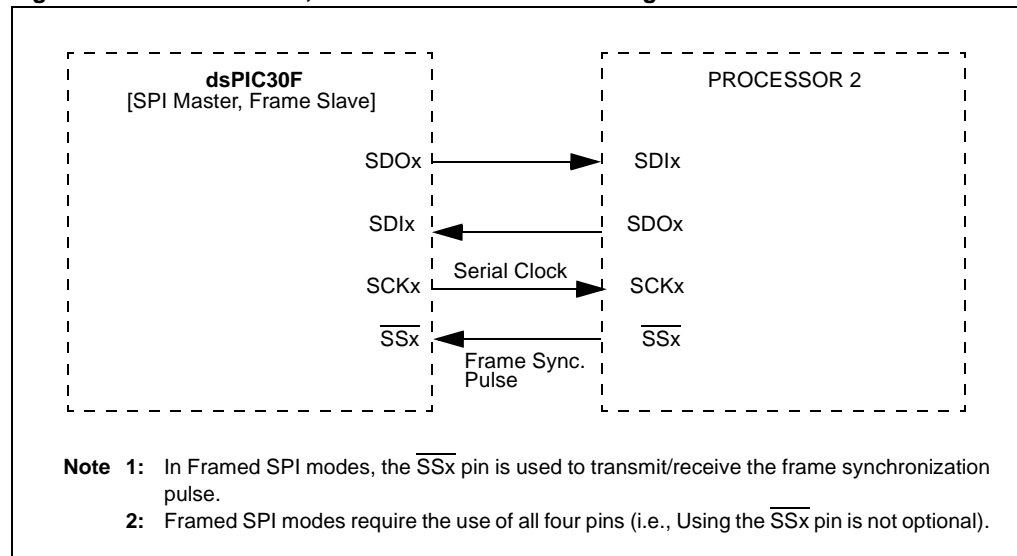 dsPIC30F
[SPI Master, Frame Slave]
PROCESSOR 2
SDOx
SDIx
SDIx
SDOx
Serial Clock
SCKx
SCKx
SSx
SSx
Frame Sync.
Pulse
Note 1: In Framed SPI modes, the SSx pin is used to transmit/receive the frame synchronization
pulse.
2: Framed SPI modes require the use of all four pins (i.e., Using the SSx pin is not optional).